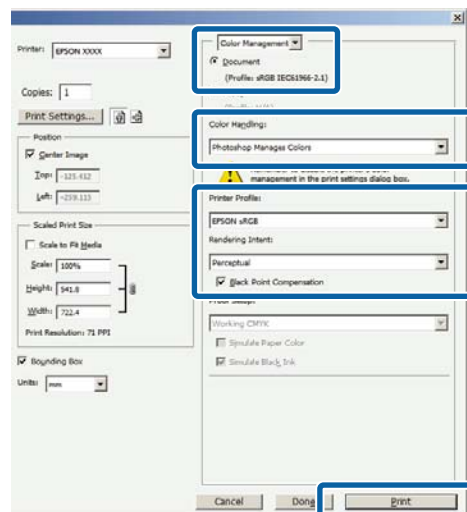 Printer: EPSON XXXX
Copies: 1
Print Settings...
Position
Center Image
Top: -125.412
Left: -259.115
Scaled Print Size
Scale to Fit Media
Scale: 100%
Height: 541.8
Width: 722.4
Print Resolution: 71 PPI
Bounding Box
Units: mm
Color Management
Document
(Profile: sRGB IEC61966-2.1)
Color Handling:
Photoshop Manages Colors
management in the print settings dialog box.
Printer Profile:
EPSON sRGB
Rendering Intent:
Perceptual
Black Point Compensation
Proof Setup:
Working CMYK
Simulate Paper Color
Simulate Black Ink
Cancel
Done
Print